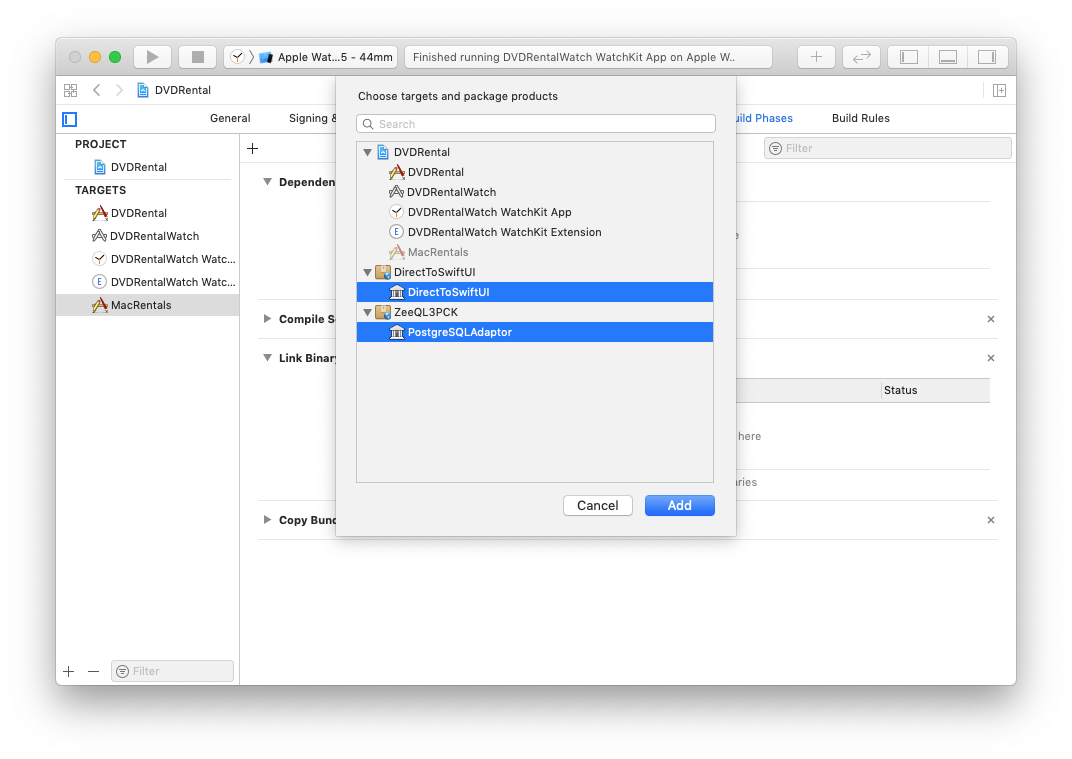 Apple Wat...5 - 44mm
Finished running DVDRentalWatch WatchKit App on Apple W..
DVDRental
General
Signing &
uild Phases
Build Rules
PROJECT
DVDRental
TARGETS
DVDRental
DVDRentalWatch
DVDRentalWatch Watc...
E
DVDRentalWatch Watc...
MacRentals
Filter
Filter
Dependen
Compile S
Link Binary
Status
here
ries
Copy Bun
Choose targets and package products
Search
DVDRental
DVDRental
DVDRentalWatch
DVDRentalWatch WatchKit App
E
DVDRentalWatch WatchKit Extension
MacRentals
DirectToSwiftUI
DirectToSwiftUI
ZeeQL3PCK
PostgreSQLAdaptor
Cancel
Add